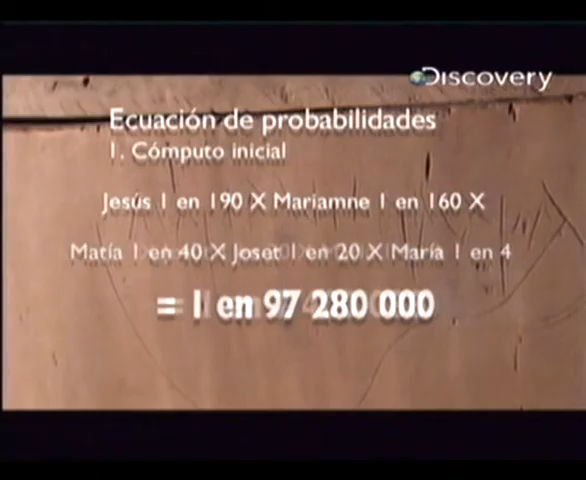 Discovery
Ecuación de probabilidades
1. Cómputo inicial
Jesús 1 en 190 X Mariamne 1 en 160 X
Matía 1 en 40 X Joset 1 en 20 X María 1 en 4
= 1 en 97 280 000